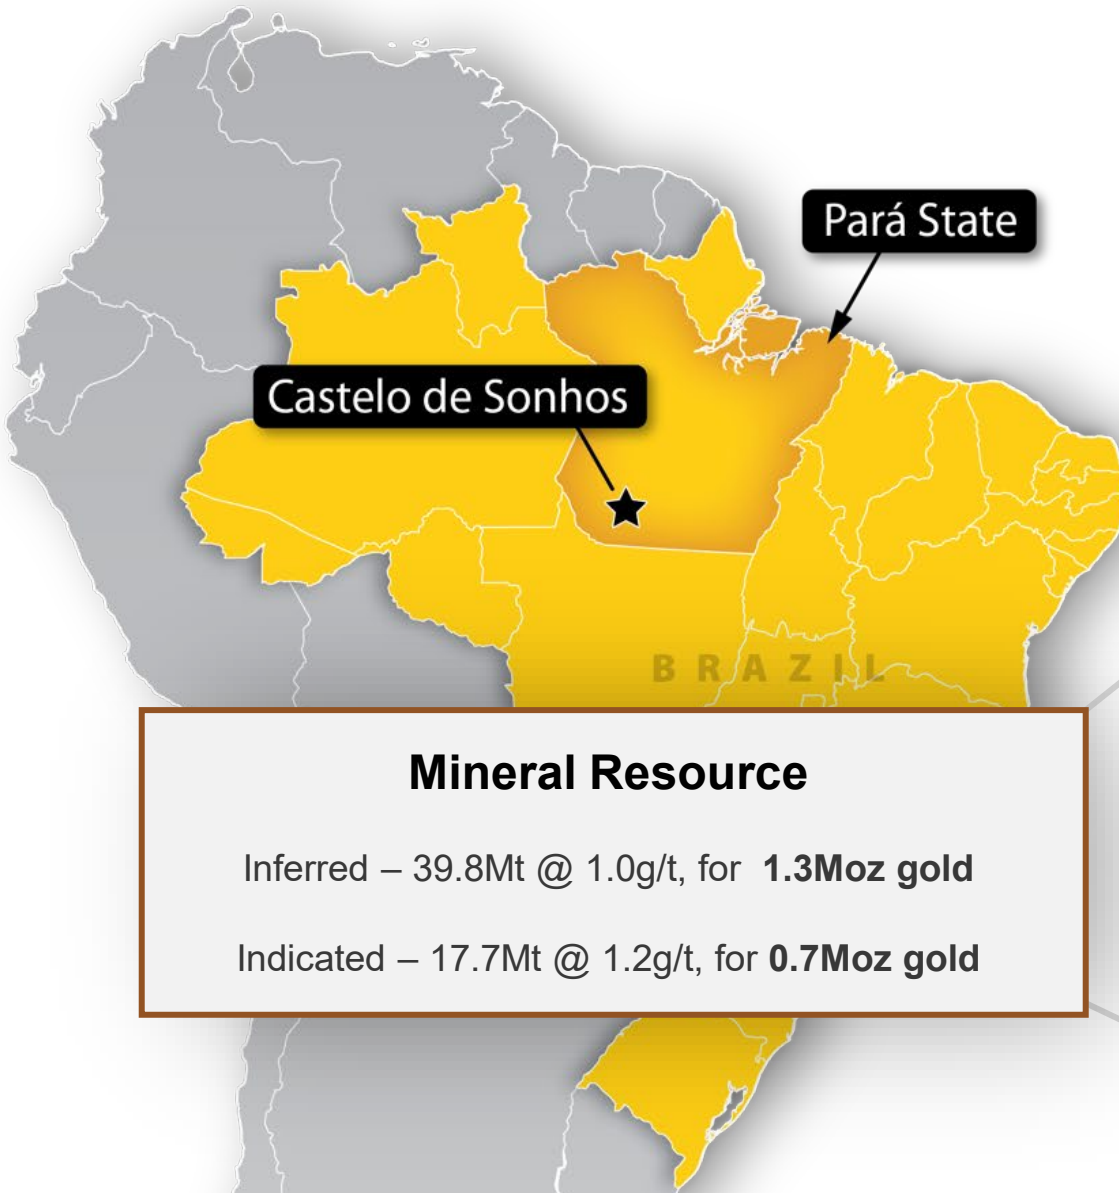 Pará State
Castelo de Sonhos
BRAZIL
Mineral Resource
Inferred – 39.8Mt @ 1.0g/t, for 1.3Moz gold
Indicated – 17.7Mt @ 1.2g/t, for 0.7Moz gold